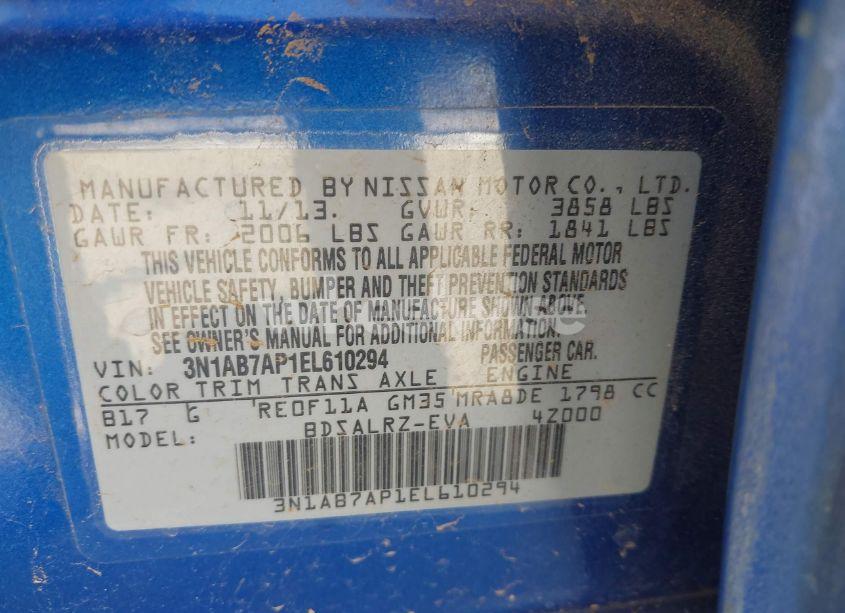 MANUFACTURED BY NISSAN MOTOR CO., LTD.
DATE: 11/13. GVWR: 3858 LBS
GAWR FR: 2006 LBS GAWR RR: 1841 LBS
THIS VEHICLE CONFORMS TO ALL APPLICABLE FEDERAL MOTOR
VEHICLE SAFETY, BUMPER AND THEFT PREVENTION STANDARDS
IN EFFECT ON THE DATE OF MANUFACTURE SHOWN ABOVE.
SEE OWNER'S MANUAL FOR ADDITIONAL INFORMATION.
VIN: 3N1AB7AP1EL610294 PASSENGER CAR.
COLOR TRIM TRANS AXLE ENGINE
B17 G RE0F11A GM35 MRA8DE 1798 CC
MODEL: BDSALRZ-EVA 4Z000
3N1AB7AP1EL610294